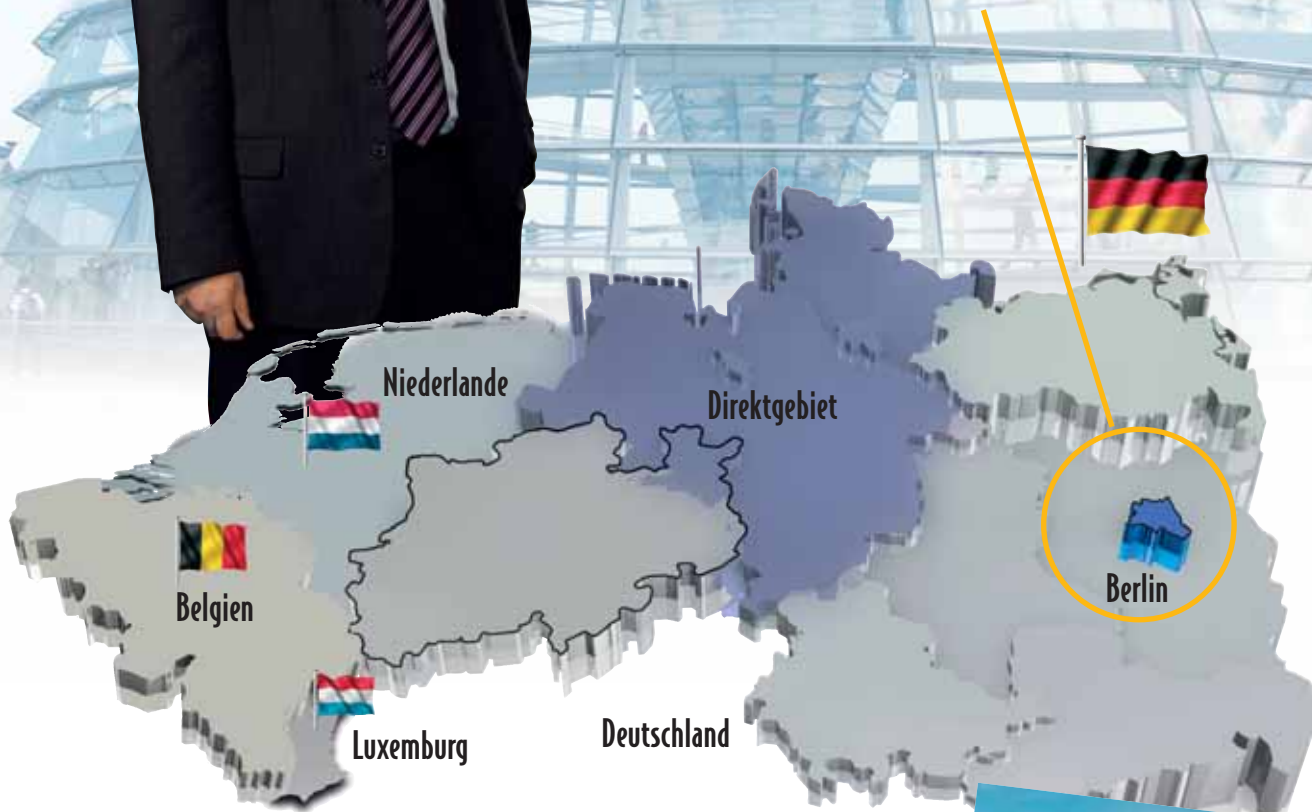 Niederlande
Direktgebiet
Belgien
Berlin
Luxemburg
Deutschland